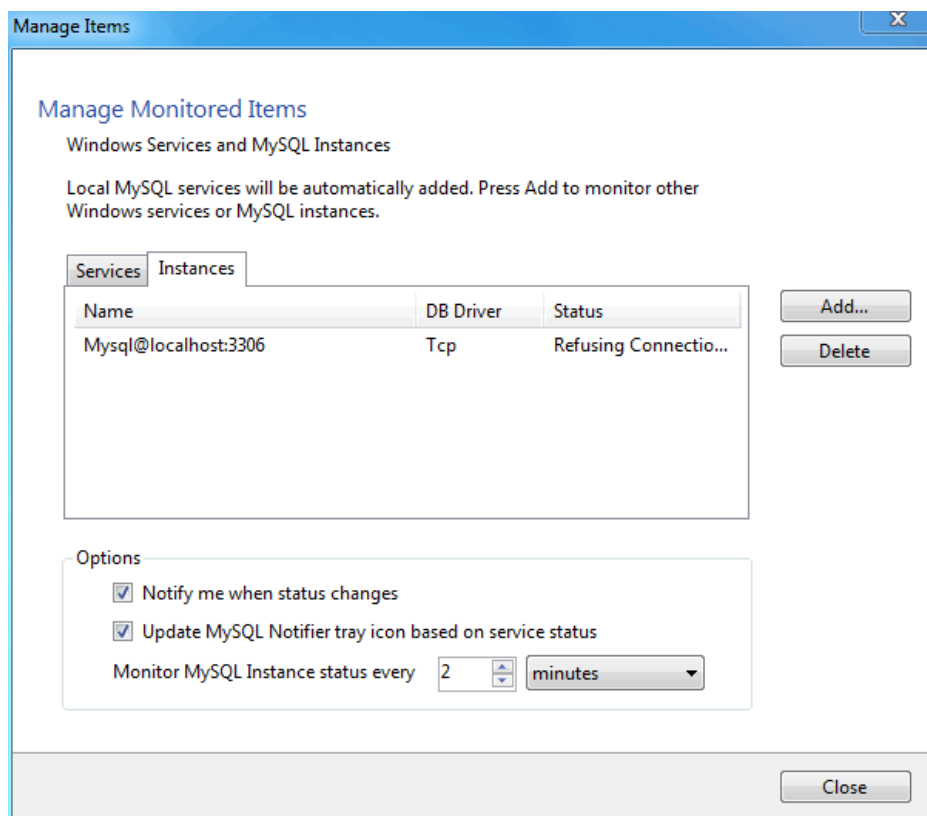 Manage Items
Manage Monitored Items
Windows Services and MySQL Instances
Local MySQL services will be automatically added. Press Add to monitor other
Windows services or MySQL instances.
Services Instances
Name DB Driver Status
Mysql@localhost:3306 Tcp Refusing Connectio...
Add...
Delete
Options
Notify me when status changes
Update MySQL Notifier tray icon based on service status
Monitor MySQL Instance status every 2 minutes
Close